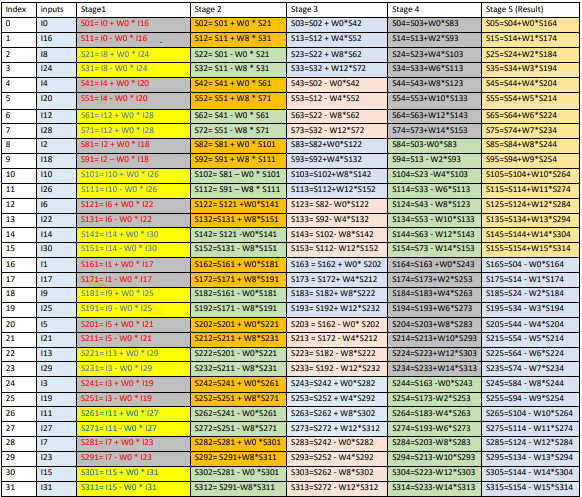 Index inputs Stage1 Stage 2 Stage 3 Stage 4 Stage 5 (Result)
0 I0 S01= I0 + W0 * I16 S02= S01 + W0 * S21 S03=S02 + W0*S42 S04=S03+W0*S83 S05=S04+W0*S164
1 I16 S11= I0 - W0 * I16 S12= S11 + W8 * S31 S13=S12 + W4*S52 S14=S13+W2*S93 S15=S14+W1*S174
2 I8 S21= I8 + W0 * I24 S22= S01 - W0 * S21 S23=S22 + W8*S62 S24=S23+W4*S103 S25=S24+W2*S184
3 I24 S31= I8 - W0 * I24 S32= S11 - W8 * S31 S33=S32 + W12*S72 S34=S33+W6*S113 S35=S34+W3*S194
4 I4 S41= I4 + W0 * I20 S42= S41 + W0 * S61 S43=S02 - W0*S42 S44=S43+W8*S123 S45=S44+W4*S204
5 I20 S51= I4 - W0 * I20 S52= S51 + W8 * S71 S53=S12 - W4*S52 S54=S53+W10*S133 S55=S54+W5*S214
6 I12 S61= I12 + W0 * I28 S62= S41 - W0 * S61 S63=S22 - W8*S62 S64=S63+W12*S143 S65=S64+W6*S224
7 I28 S71= I12 - W0 * I28 S72= S51 - W8 * S71 S73=S32 - W12*S72 S74=S73+W14*S153 S75=S74+W7*S234
8 I2 S81= I2 + W0 * I18 S82= S81 + W0 * S101 S83=S82+W0*S122 S84=S03-W0*S83 S85=S84+W8*S244
9 I18 S91= I2 - W0 * I18 S92= S91 + W8 * S111 S93=S92+W4*S132 S94=S13 - W2*S93 S95=S94+W9*S254
10 I10 S101= I10 + W0 * I26 S102= S81 – W0 * S101 S103=S102+W8*S142 S104=S23 - W4*S103 S105=S104+W10*S264
11 I26 S111= I10 - W0 * I26 S112= S91 – W8 * S111 S113=S112+W12*S152 S114=S33 - W6*S113 S115=S114+W11*S274
12 I6 S121= I6 + W0 * I22 S122= S121 +W0*S141 S123= S82- W0*S122 S124=S43 - W8*S123 S125=S124+W12*S284
13 I22 S131= I6 - W0 * I22 S132=S131 + W8*S151 S133= S92 - W4*S132 S134=S53 - W10*S133 S135=S134+W13*S294
14 I14 S141= I14 + W0 * I30 S142= S121 -W0*S141 S143=S102 - W8*S142 S144=S63 - W12*S143 S145=S144+W14*S304
15 I30 S151= I14 - W0 * I30 S152=S131 - W8*S151 S153=S112 - W12*S152 S154=S73 - W14*S153 S155=S154+W15*S314
16 I1 S161= I1 + W0 * I17 S162=S161 + W0*S181 S163 = S162 + W0* S202 S164=S163 +W0*S243 S165=S04 - W0*S164
17 I17 S171= I1 - W0 * I17 S172=S171 + W8*S191 S173 = S172+ W4*S212 S174=S173+W2*S253 S175=S14 - W1*S174
18 I9 S181= I9 + W0 * I25 S182=S161 - W0*S181 S183=S182 + W8*S222 S184=S183+W4*S263 S185=S24 - W2*S184
19 I25 S191= I9 - W0 * I25 S192=S171 - W8*S191 S193=S192+ W12*S232 S194=S193+W6*S273 S195=S34 - W3*S194
20 I5 S201= I5 + W0 * I21 S202=S201 + W0*S221 S203 = S162 - W0* S202 S204=S203+W8*S283 S205=S44 - W4*S204
21 I21 S211= I5 - W0 * I21 S212=S211 + W8*S231 S213 = S172 - W4*S212 S214=S213+W10*S293 S215=S54 - W5*S214
22 I13 S221= I13 + W0 * I29 S222=S201 - W0*S221 S223=S182 - W8*S222 S224=S223+W12*S303 S225=S64 - W6*S224
23 I29 S231= I3 - W0 * I29 S232=S211 - W8*S231 S233=S192 - W12*S232 S234=S233+W14*S313 S235=S74 - W7*S234
24 I3 S241= I3 + W0 * I19 S242=S241 + W0*S261 S243=S242 + W0*S282 S244=S163 -W0*S243 S245=S84 - W8*S244
25 I19 S251= I3 - W0 * I19 S252=S251 + W8*S271 S253=S252 + W4*S292 S254=S173 -W2*S253 S255=S94 - W9*S254
26 I11 S261= I11 + W0 * I27 S262=S241 - W0*S261 S263=S262 + W8*S302 S264=S183 -W4*S263 S265=S104 - W10*S264
27 I27 S271= I11 - W0 * I27 S272=S251 - W8*S271 S273=S272 + W12*S312 S274=S193 -W6*S273 S275=S114 - W11*S274
28 I7 S281= I7 + W0 * I23 S282=S281 + W0 *S301 S283=S242 - W0*S282 S284=S203 -W8*S283 S285=S124 - W12*S284
29 I23 S291= I7 - W0 * I23 S292= S291+W8*S311 S293=S252 - W4*S292 S294=S213 -W10*S293 S295=S134 - W13*S294
30 I15 S301= I15 + W0 * I31 S302=S281 - W0 *S301 S303=S262 - W8*S302 S304=S223 -W12*S303 S305=S144 - W14*S304
31 I31 S311= I15 - W0 * I31 S312= S291-W8*S311 S313=S272 - W12*S312 S314=S233 -W14*S313 S315=S154 - W15*S314